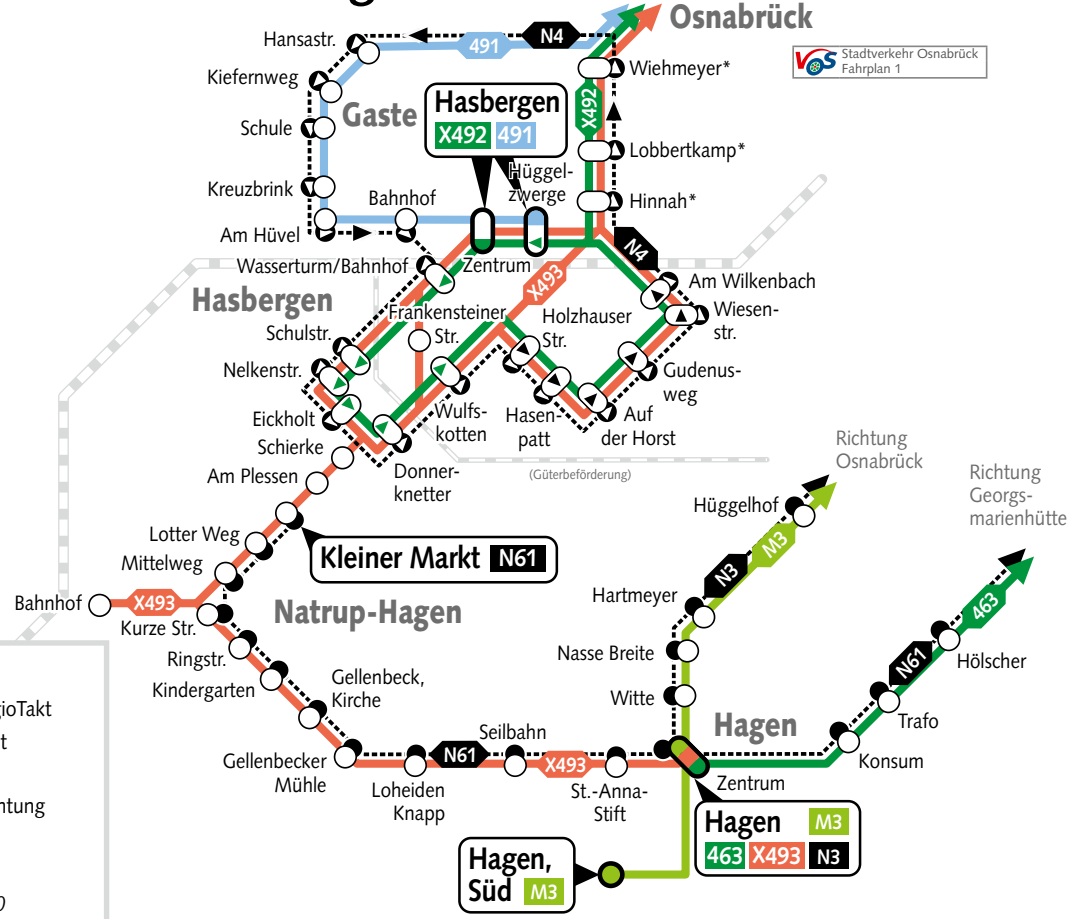 g
Osnabrück
Hansastr.
491
N4
VOS
Stadtverkehr Osnabrück
Fahrplan 1
Kiefernweg
Wiehmeyer*
Gaste
Hasbergen
X492
X492 491
Schule
Lobbertkamp*
Hüggel-
zwerge
Kreuzbrink
Bahnhof
Hinnah*
Am Hüvel
N4
Wasserturm/Bahnhof
Zentrum
X493
Am Wilkenbach
Hasbergen
Frankensteiner
Str.
Holzhauser
Str.
Wiesen-
str.
Schulstr.
Nelkenstr.
Gudenus-
weg
Eickholt
Wulfs-
kotten
Hasen-
patt
Auf
der Horst
Schierke
Am Plessen
Donner-
knetter
(Güterbeförderung)
Richtung
Osnabrück
Richtung
Georgs-
marienhütte
Hüggelhof
Lotter Weg
Kleiner Markt N61
M3
Mittelweg
N3
Bahnhof
X493
Hartmeyer
463
Kurze Str.
Natrup-Hagen
Ringstr.
Nasse Breite
N61
Hölscher
Kindergarten
Gellenbeck,
Kirche
Witte
gioTakt
t
Trafo
Hagen
Seilbahn
Gellenbecker
Mühle
N61
X493
Konsum
Loheiden
Knapp
St.-Anna-
Stift
Zentrum
htung
Hagen M3
463 X493 N3
Hagen,
Süd M3